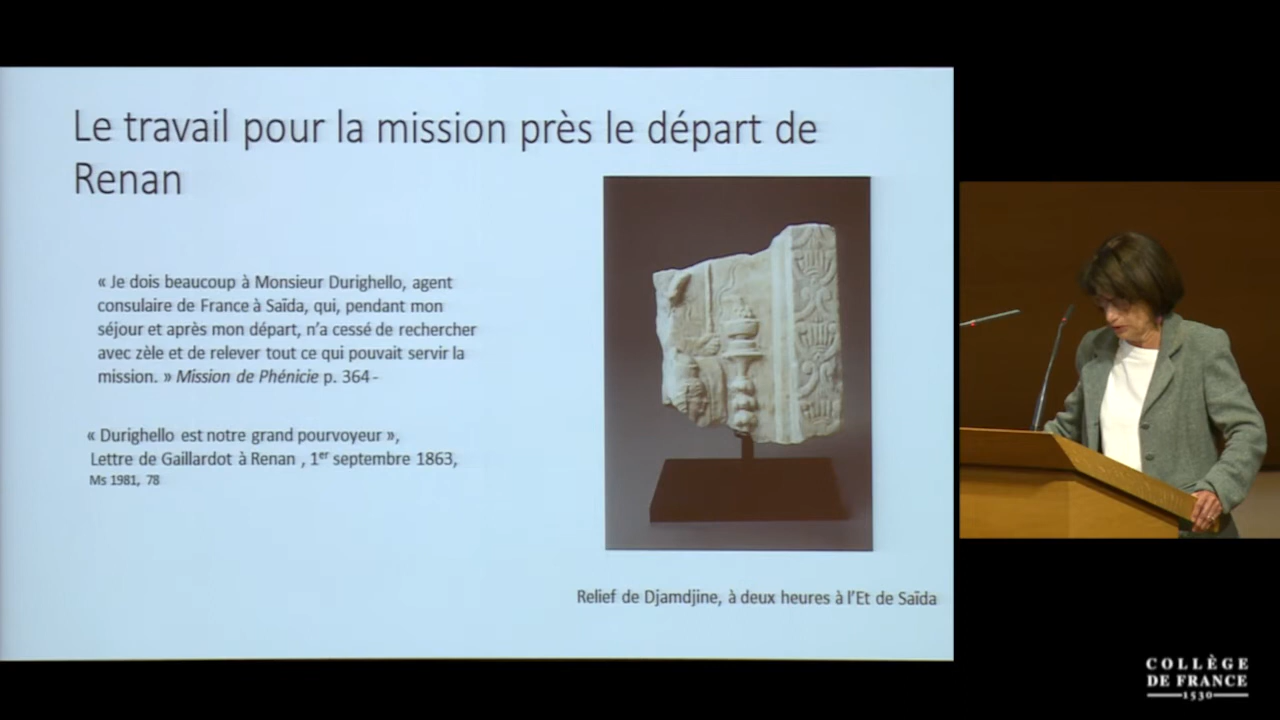 Le travail pour la mission près le départ de
Renan
« Je dois beaucoup à Monsieur Durighello, agent
consulaire de France à Saïda, qui, pendant mon
séjour et après mon départ, n'a cessé de rechercher
avec zèle et de relever tout ce qui pouvait servir la
mission. » Mission de Phénicie p. 364-
« Durighello est notre grand pourvoyeur »,
Lettre de Gaillardot à Renan , 1er septembre 1863,
Ms 1981, 78
Relief de Djamdjine, à deux heures à l'Et de Saïda
COLLÈGE
DE FRANCE
1530